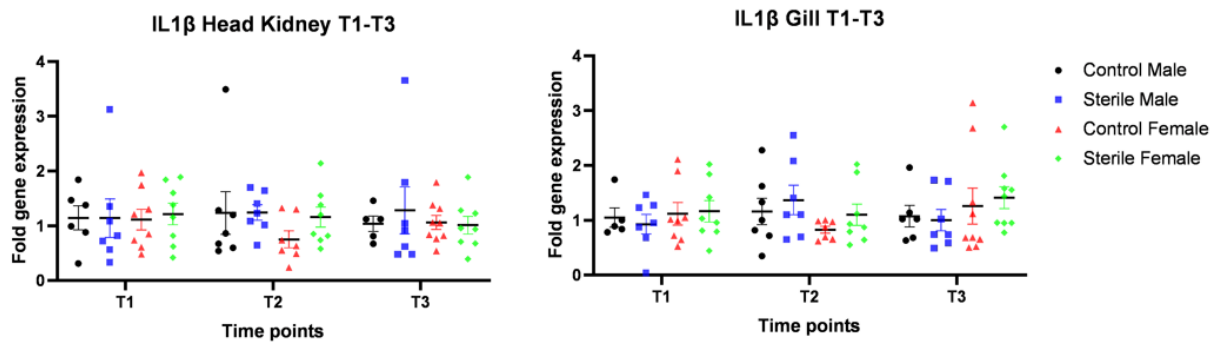 IL1β Head Kidney T1-T3
Fold gene expression
4
3
2
1
0
T1 T2 T3
Time points
IL1β Gill T1-T3
Fold gene expression
4
3
2
1
0
T1 T2 T3
Time points
Control Male
Sterile Male
Control Female
Sterile Female